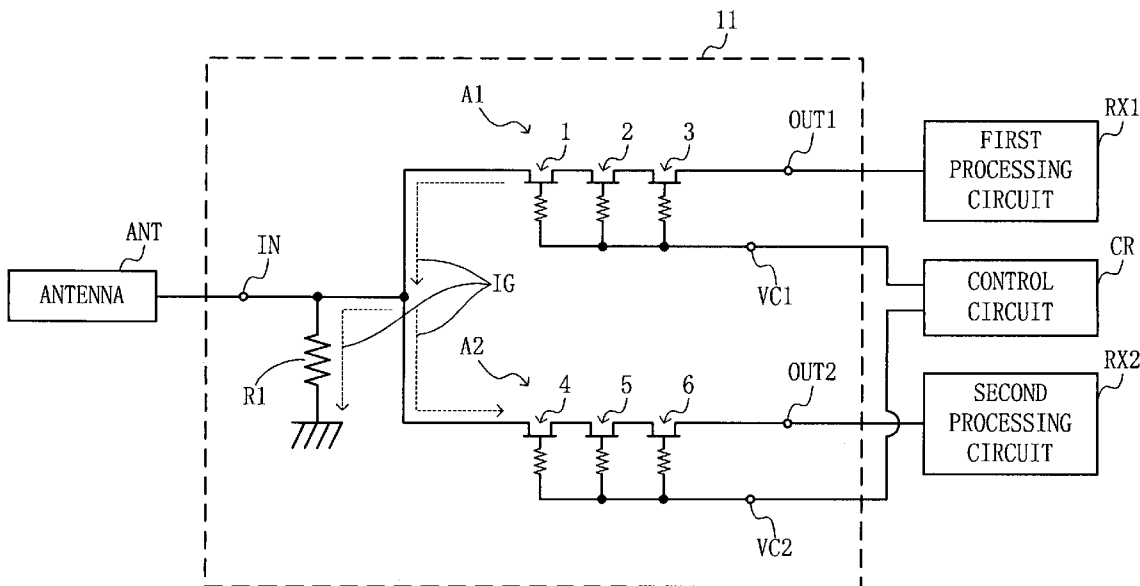 11
A1
1
2
3
OUT1
RX1
FIRST
PROCESSING
CIRCUIT
ANT
IN
IG
VC1
CR
ANTENNA
CONTROL
CIRCUIT
R1
A2
4
5
6
OUT2
RX2
SECOND
PROCESSING
CIRCUIT
VC2